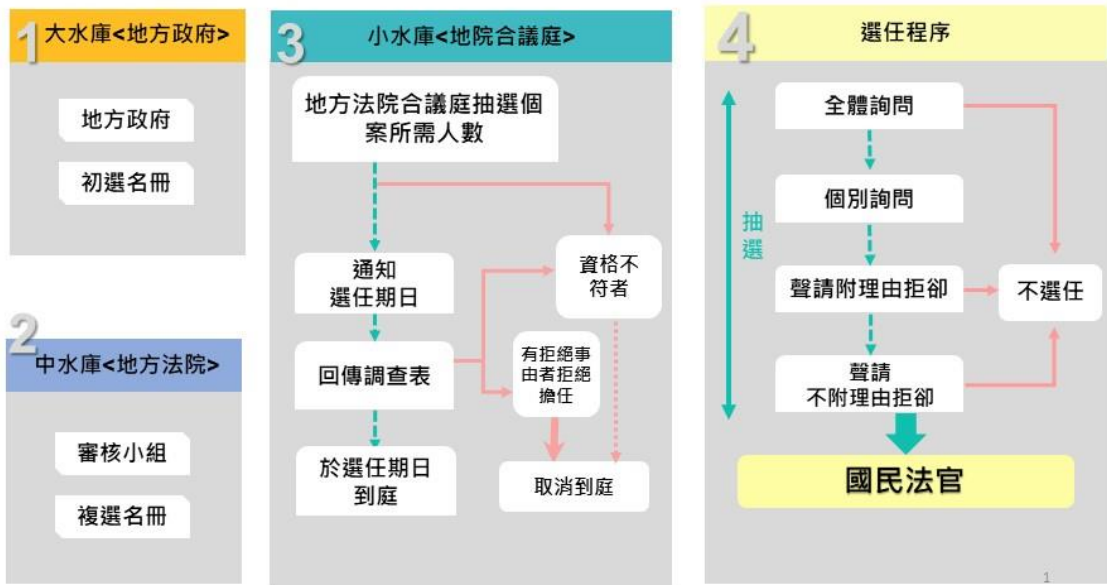 1
大水庫<地方政府>
地方政府
初選名冊
2
中水庫<地方法院>
審核小組
複選名冊
3
小水庫<地院合議庭>
地方法院合議庭抽選個
案所需人數
通知
選任期日
資格不
符者
回傳調查表
有拒絕事
由者拒絕
擔任
於選任期日
到庭
取消到庭
4
選任程序
抽選
全體詢問
個別詢問
聲請附理由拒卻
不選任
聲請
不附理由拒卻
國民法官
1